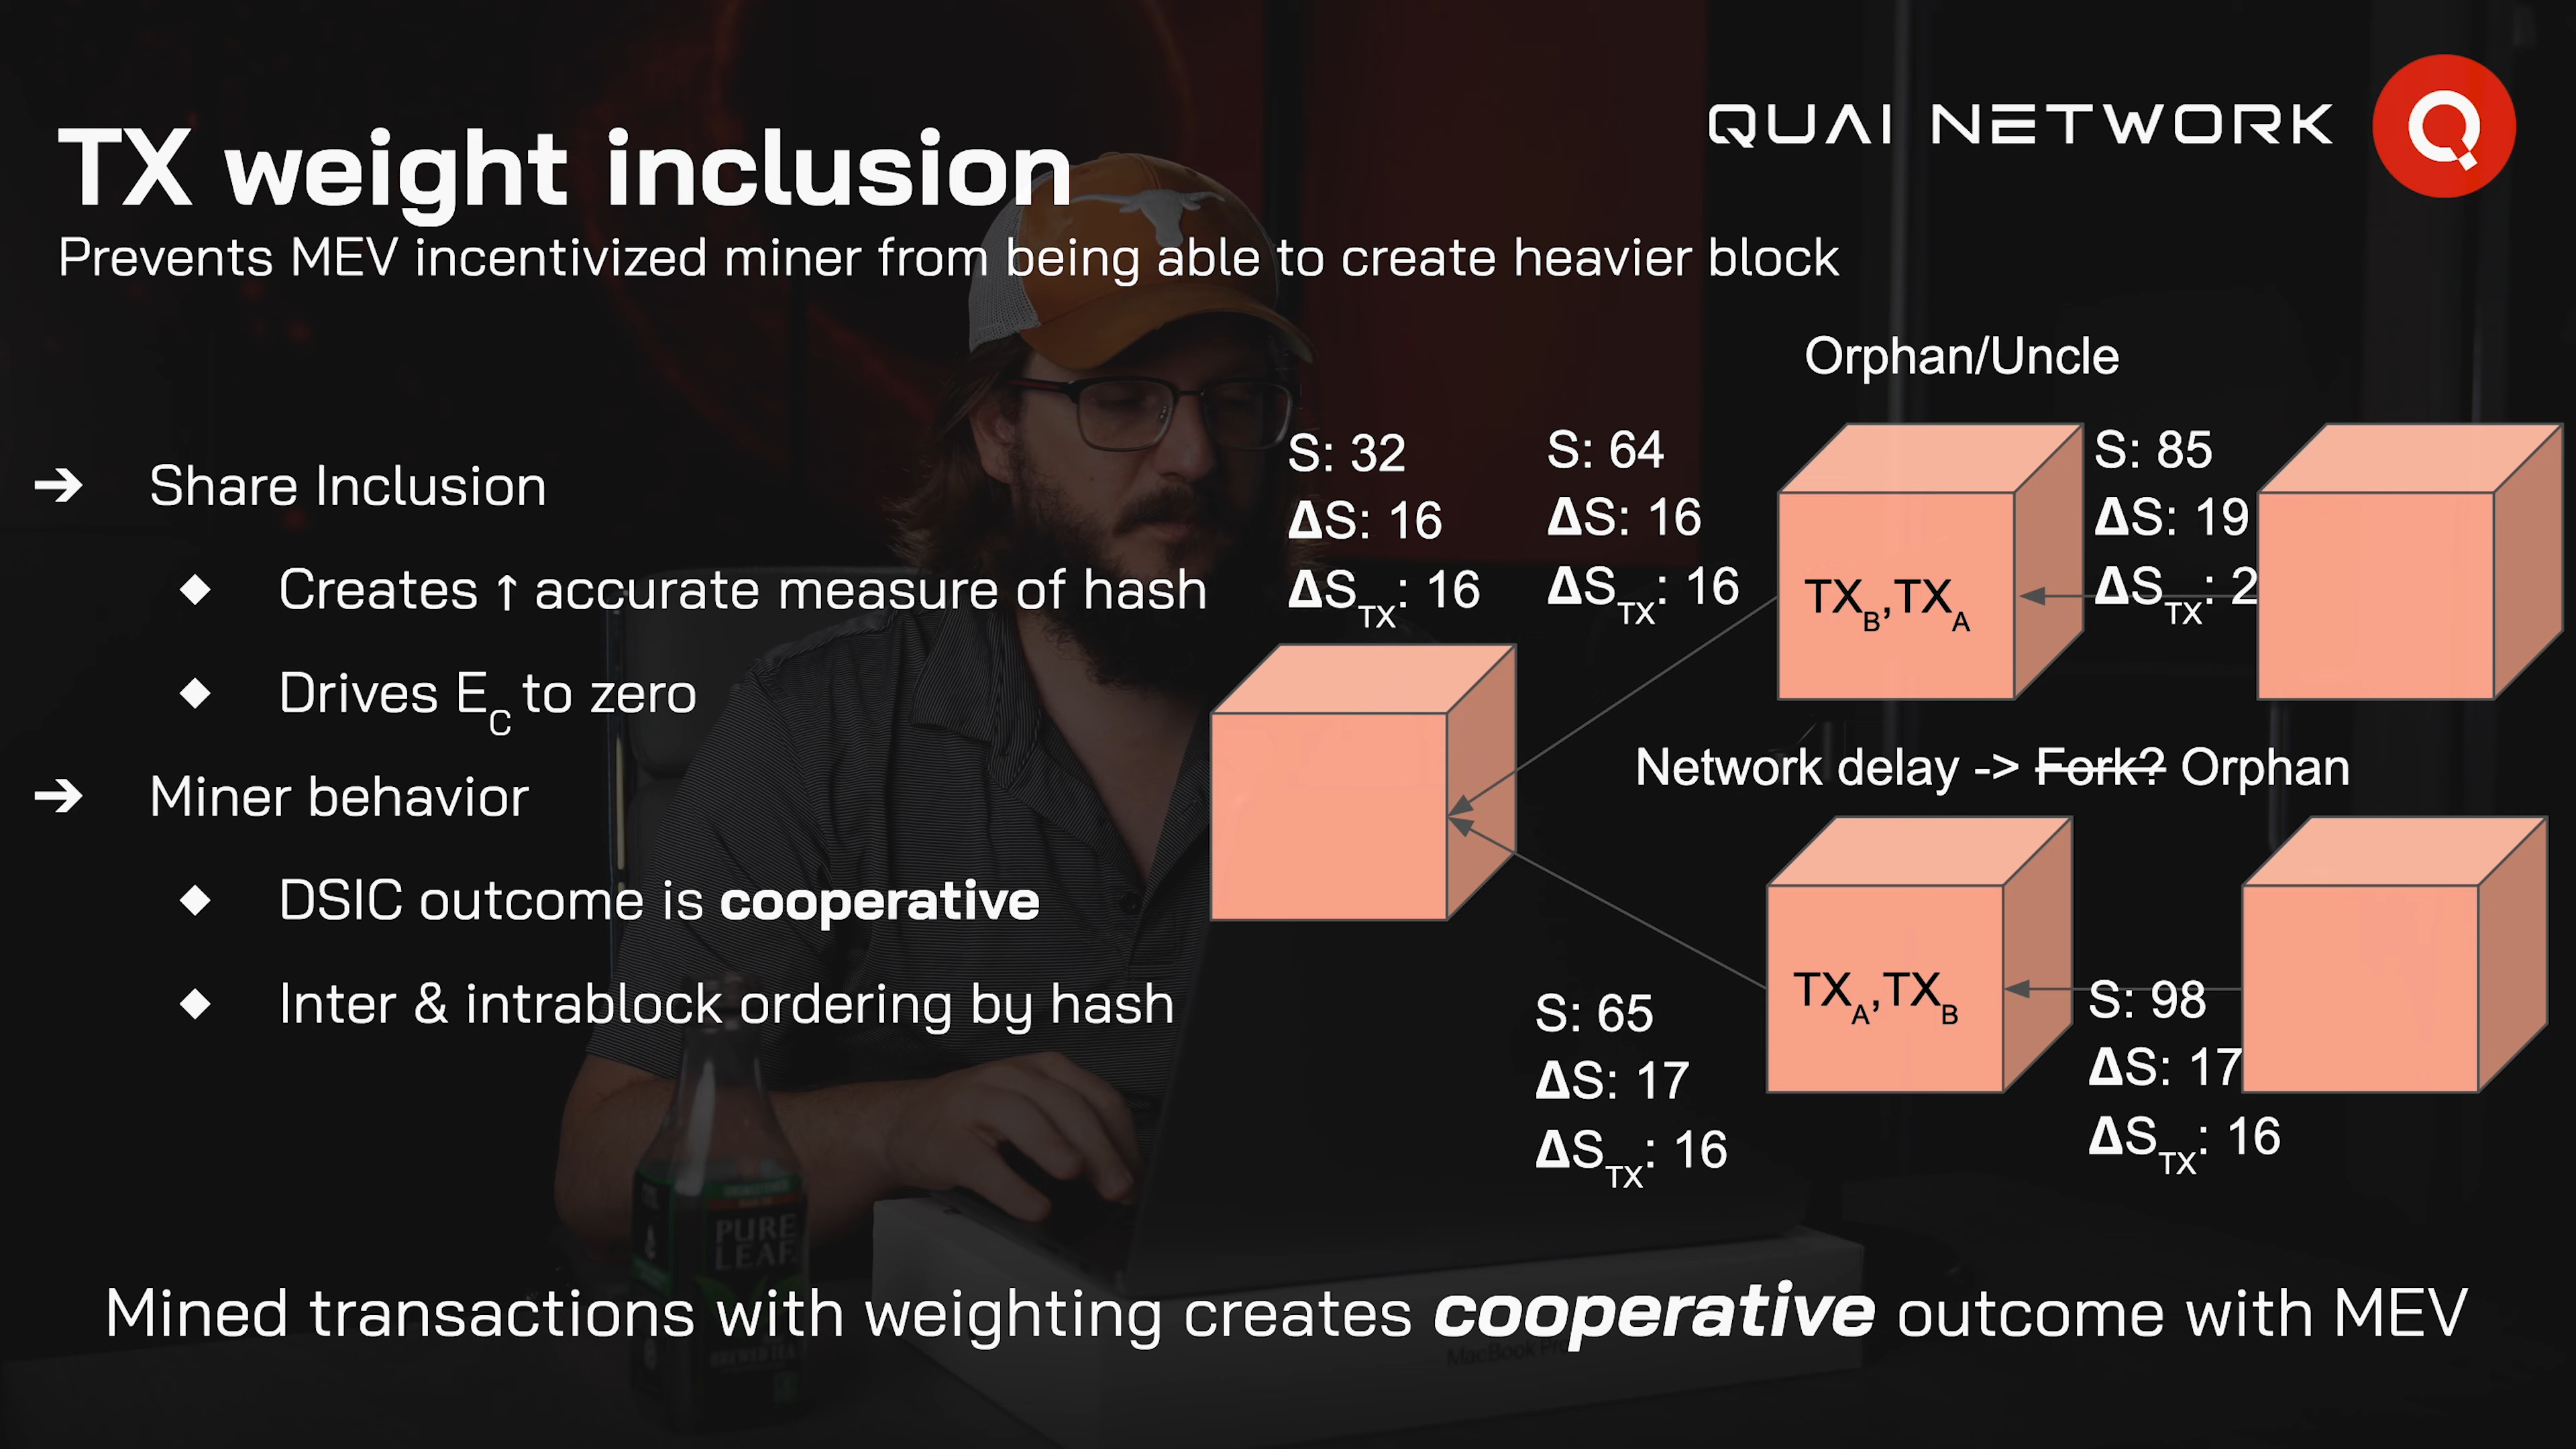 QUAI NETWORK
TX weight inclusion
Prevents MEV incentivized miner from being able to create heavier block
➔ Share Inclusion
◆ Creates ↑ accurate measure of hash
◆ Drives E_C to zero
➔ Miner behavior
◆ DSIC outcome is cooperative
◆ Inter & intrablock ordering by hash
Orphan/Uncle
S: 32
ΔS: 16
ΔS_TX: 16
S: 64
ΔS: 16
ΔS_TX: 16
TX_B,TX_A
S: 85
ΔS: 19
ΔS_TX: 2
Network delay -> Fork? Orphan
S: 65
ΔS: 17
ΔS_TX: 16
TX_A,TX_B
S: 98
ΔS: 17
ΔS_TX: 16
PURE
LEAF
BREWED TEA
MacBook Pro
Mined transactions with weighting creates cooperative outcome with MEV